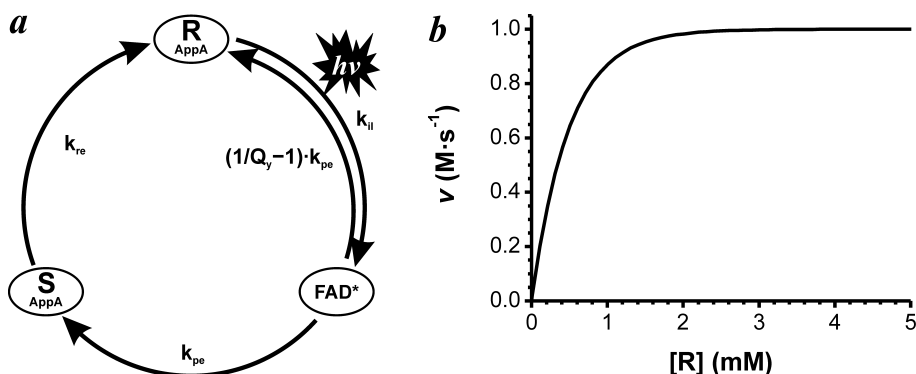 a
R
AppA
hν
k_il
k_re
(1/Q_y−1)·k_pe
S
AppA
FAD*
k_pe
b
v (M·s⁻¹)
1.0
0.8
0.6
0.4
0.2
0.0
0 1 2 3 4 5
[R] (mM)